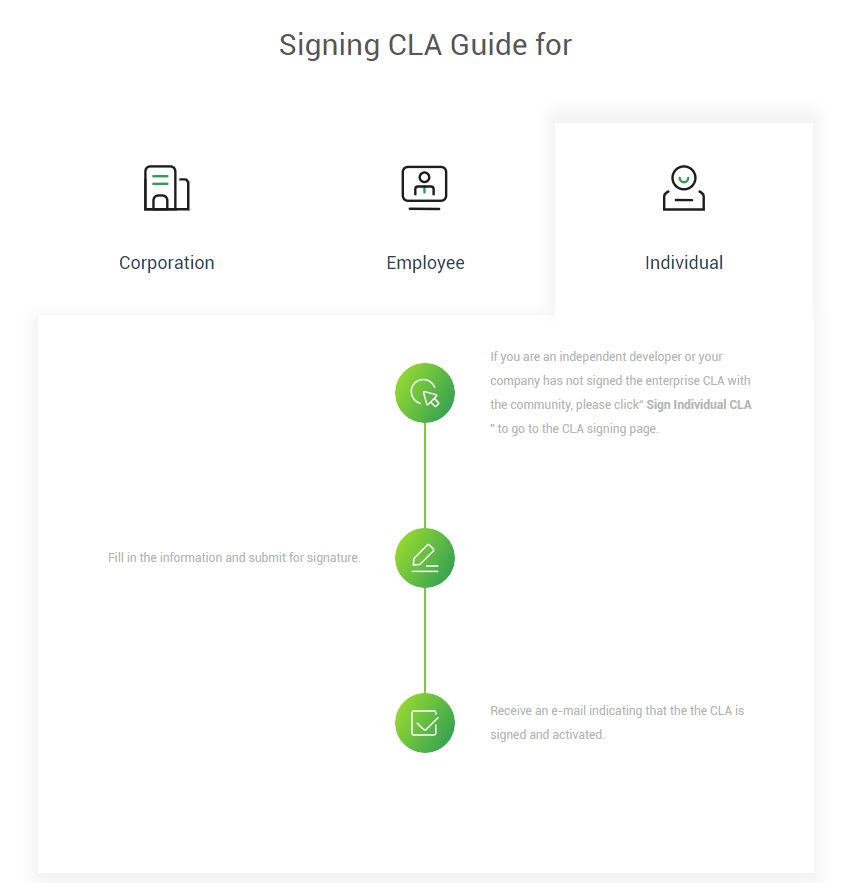 Signing CLA Guide for
Corporation
Employee
Individual
If you are an independent developer or your
company has not signed the enterprise CLA with
the community, please click“ Sign Individual CLA
" to go to the CLA signing page.
Fill in the information and submit for signature.
Receive an e-mail indicating that the the CLA is
signed and activated.